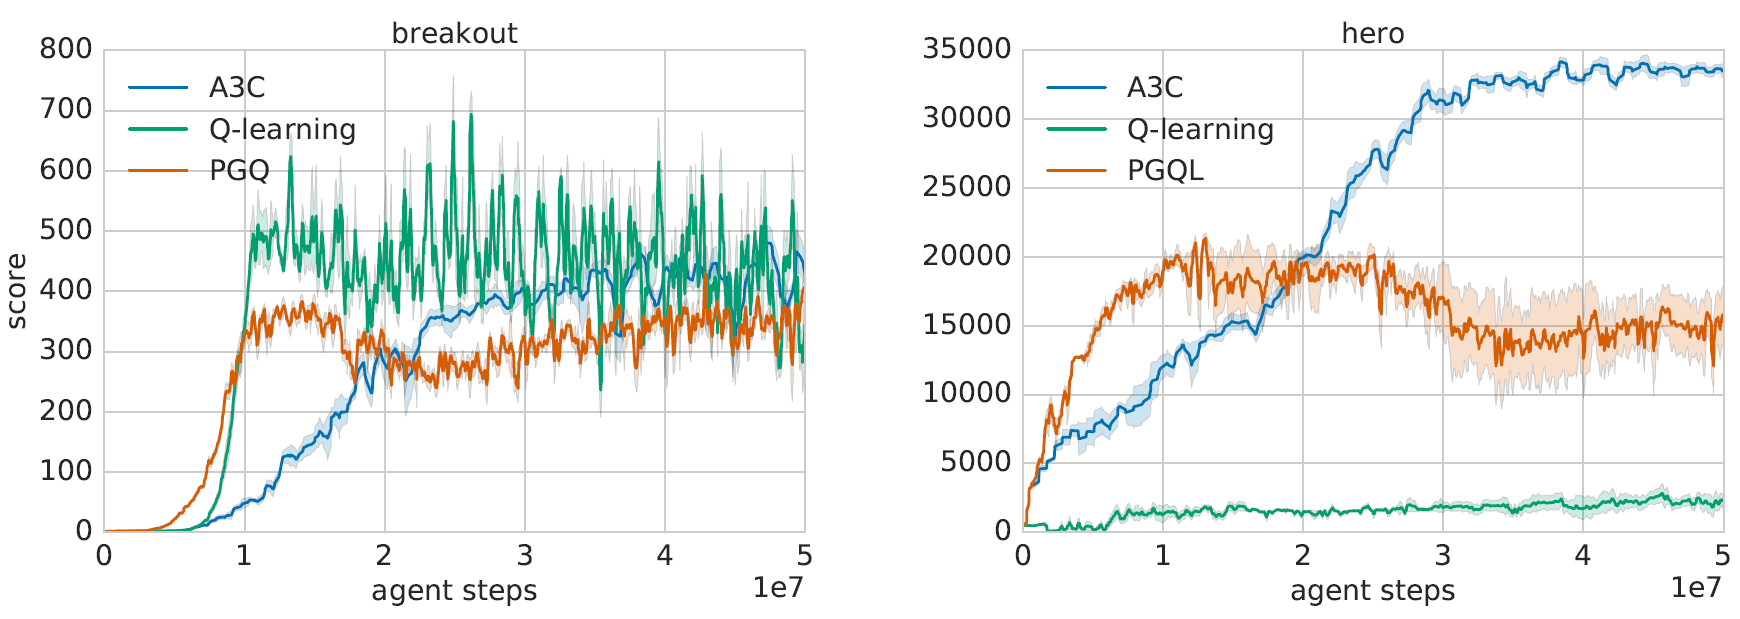 breakout
800
700
600
500
400
300
200
100
0
score
A3C
Q-learning
PGQ
0 1 2 3 4 5
1e7
agent steps
hero
35000
30000
25000
20000
15000
10000
5000
0
A3C
Q-learning
PGQL
0 1 2 3 4 5
1e7
agent steps